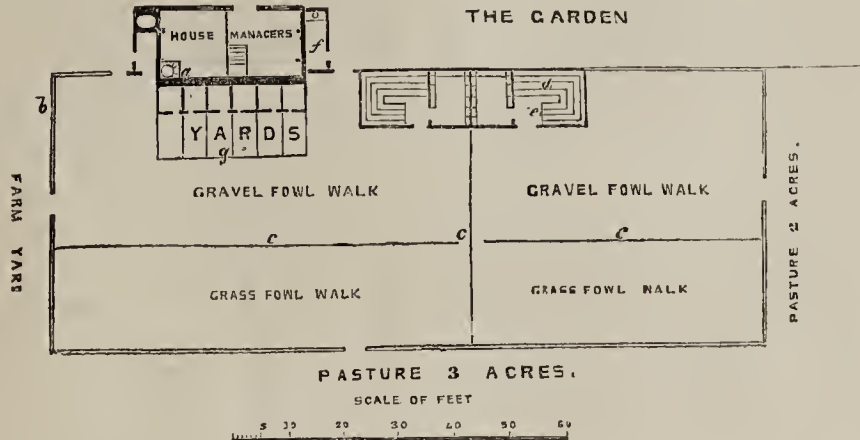 THE GARDEN
HOUSE MANAGERS
o
f
a
b
d
e
YARDS
g
GRAVEL FOWL WALK
GRAVEL FOWL WALK
FARM YARD
PASTURE 2 ACRES.
c c c
GRASS FOWL WALK
GRASS FOWL WALK
PASTURE 3 ACRES.
SCALE OF FEET
5 10 20 30 40 50 60